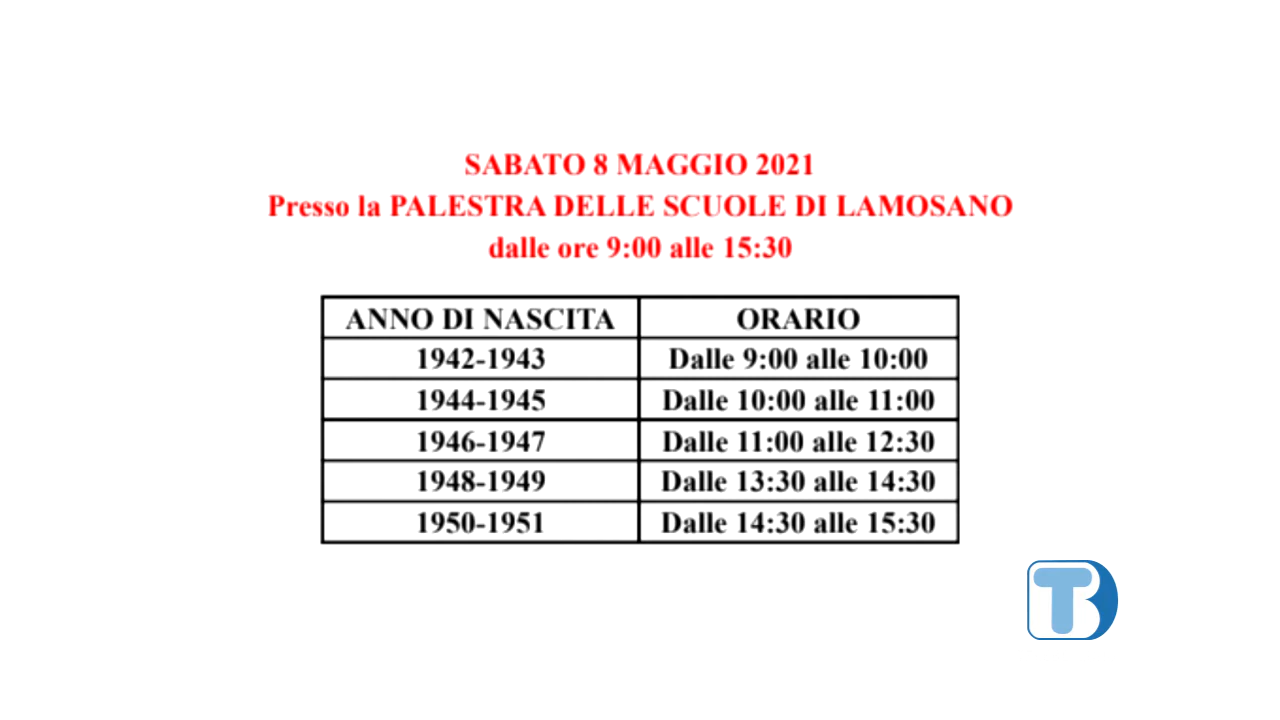 SABATO 8 MAGGIO 2021
Presso la PALESTRA DELLE SCUOLE DI LAMOSANO
dalle ore 9:00 alle 15:30
ANNO DI NASCITA ORARIO
1942-1943 Dalle 9:00 alle 10:00
1944-1945 Dalle 10:00 alle 11:00
1946-1947 Dalle 11:00 alle 12:30
1948-1949 Dalle 13:30 alle 14:30
1950-1951 Dalle 14:30 alle 15:30
TB